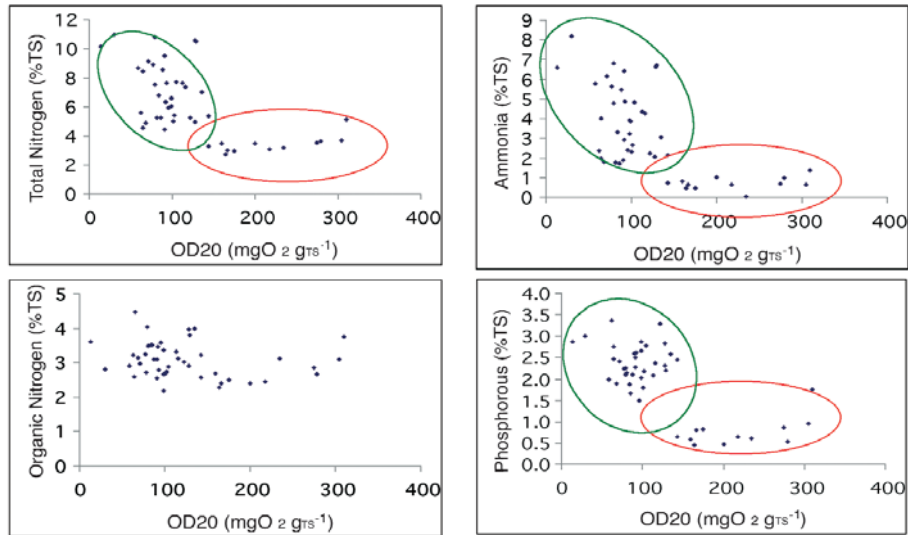 Total Nitrogen (%TS)
12
10
8
6
4
2
0
0 100 200 300 400
OD20 (mgO 2 gTS-1)
Ammonia (%TS)
9
8
7
6
5
4
3
2
1
0
0 100 200 300 400
OD20 (mgO 2 gTS-1)
Organic Nitrogen (%TS)
5
4
3
2
1
0
0 100 200 300 400
OD20 (mgO 2 gTS-1)
Phosphorous (%TS)
4.0
3.5
3.0
2.5
2.0
1.5
1.0
0.5
0.0
0 100 200 300 400
OD20 (mgO 2 gTS-1)